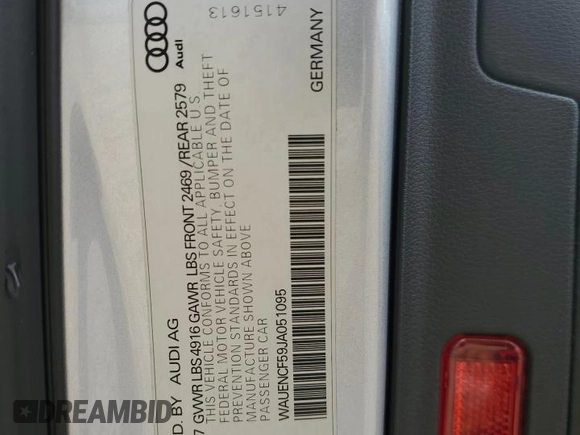 4151613
Audi
D. BY AUDI AG
7 GVWR LBS 4916 GAWR LBS FRONT 2469 /REAR 2579
THIS VEHICLE CONFORMS TO ALL APPLICABLE U S
FEDERAL MOTOR VEHICLE SAFETY, BUMPER AND THEFT
PREVENTION STANDARDS IN EFFECT ON THE DATE OF
MANUFACTURE SHOWN ABOVE
PASSENGER CAR
WAUENCF59JA051095
GERMANY
DREAMBID